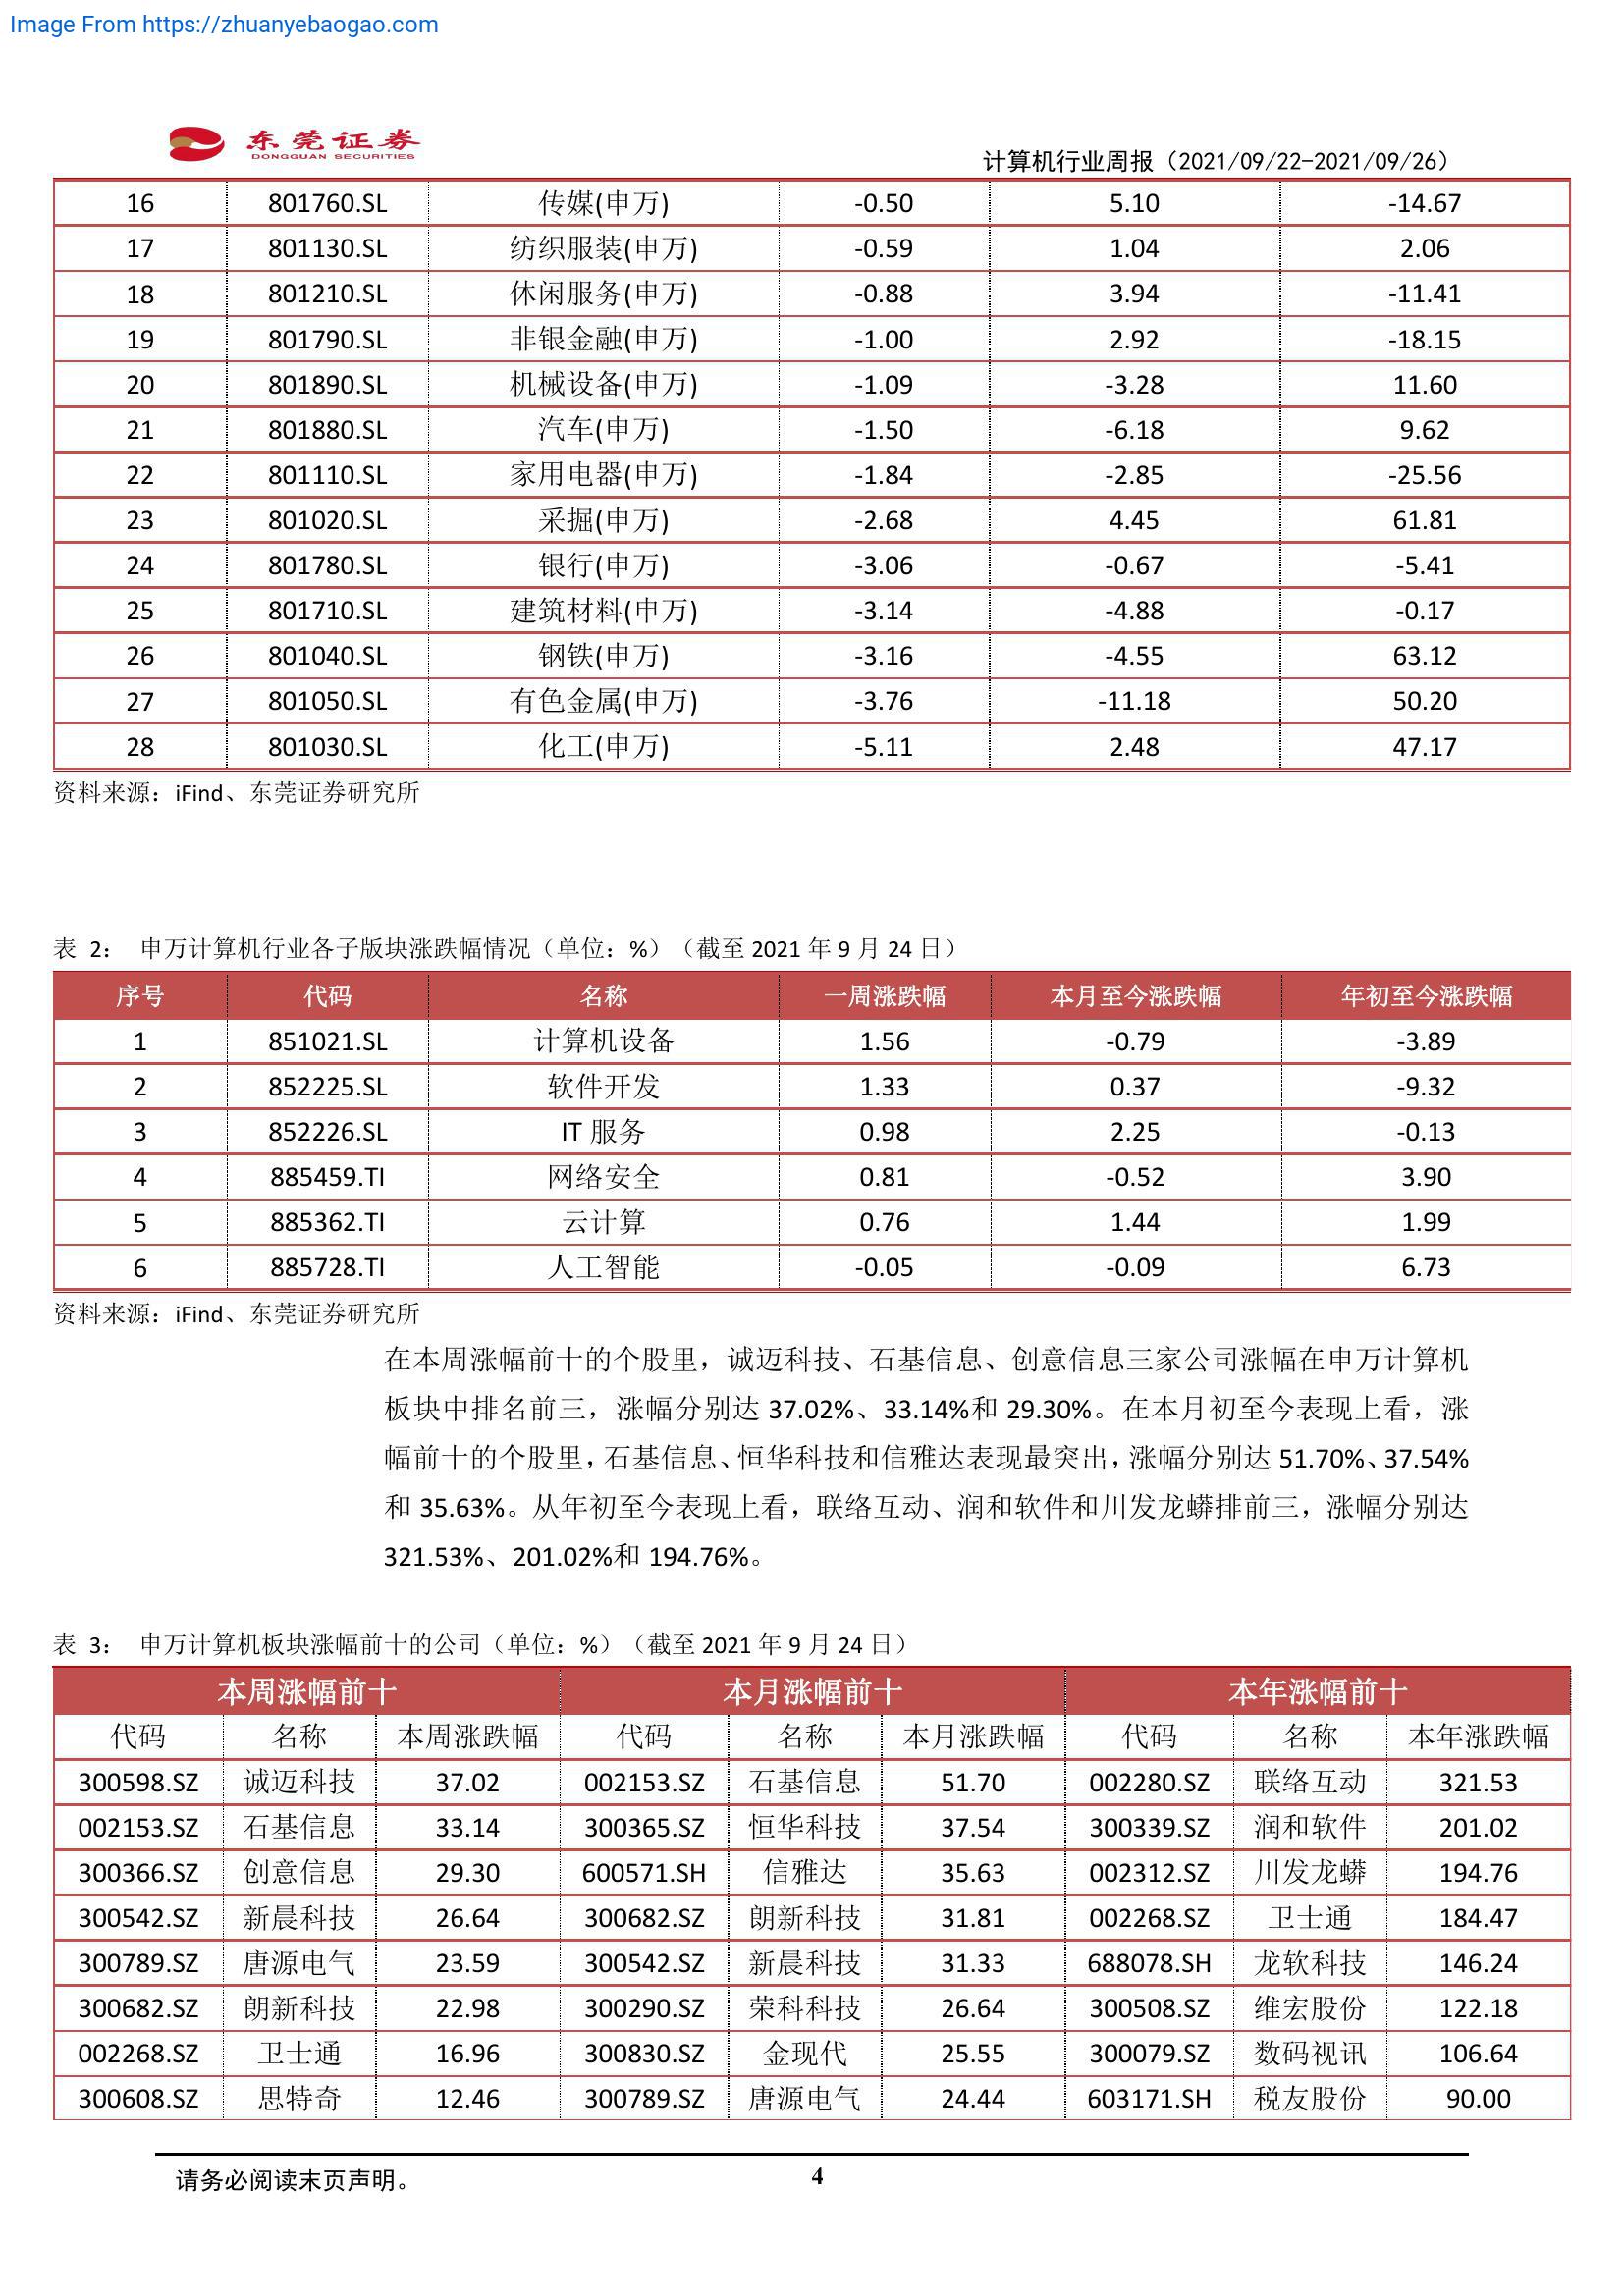 Image From https://zhuanyebaogao.com
东莞证券
DONGGUAN SECURITIES
计算机行业周报（2021/09/22-2021/09/26）
16 801760.SL 传媒(申万) -0.50 5.10 -14.67
17 801130.SL 纺织服装(申万) -0.59 1.04 2.06
18 801210.SL 休闲服务(申万) -0.88 3.94 -11.41
19 801790.SL 非银金融(申万) -1.00 2.92 -18.15
20 801890.SL 机械设备(申万) -1.09 -3.28 11.60
21 801880.SL 汽车(申万) -1.50 -6.18 9.62
22 801110.SL 家用电器(申万) -1.84 -2.85 -25.56
23 801020.SL 采掘(申万) -2.68 4.45 61.81
24 801780.SL 银行(申万) -3.06 -0.67 -5.41
25 801710.SL 建筑材料(申万) -3.14 -4.88 -0.17
26 801040.SL 钢铁(申万) -3.16 -4.55 63.12
27 801050.SL 有色金属(申万) -3.76 -11.18 50.20
28 801030.SL 化工(申万) -5.11 2.48 47.17
资料来源：iFind、东莞证券研究所
表 2： 申万计算机行业各子版块涨跌幅情况（单位：%）（截至 2021 年 9 月 24 日）
序号 代码 名称 一周涨跌幅 本月至今涨跌幅 年初至今涨跌幅
1 851021.SL 计算机设备 1.56 -0.79 -3.89
2 852225.SL 软件开发 1.33 0.37 -9.32
3 852226.SL IT 服务 0.98 2.25 -0.13
4 885459.TI 网络安全 0.81 -0.52 3.90
5 885362.TI 云计算 0.76 1.44 1.99
6 885728.TI 人工智能 -0.05 -0.09 6.73
资料来源：iFind、东莞证券研究所
在本周涨幅前十的个股里，诚迈科技、石基信息、创意信息三家公司涨幅在申万计算机
板块中排名前三，涨幅分别达 37.02%、33.14%和 29.30%。在本月初至今表现上看，涨
幅前十的个股里，石基信息、恒华科技和信雅达表现最突出，涨幅分别达 51.70%、37.54%
和 35.63%。从年初至今表现上看，联络互动、润和软件和川发龙蟒排前三，涨幅分别达
321.53%、201.02%和 194.76%。
表 3： 申万计算机板块涨幅前十的公司（单位：%）（截至 2021 年 9 月 24 日）
本周涨幅前十 本月涨幅前十 本年涨幅前十
代码 名称 本周涨跌幅 代码 名称 本月涨跌幅 代码 名称 本年涨跌幅
300598.SZ 诚迈科技 37.02 002153.SZ 石基信息 51.70 002280.SZ 联络互动 321.53
002153.SZ 石基信息 33.14 300365.SZ 恒华科技 37.54 300339.SZ 润和软件 201.02
300366.SZ 创意信息 29.30 600571.SH 信雅达 35.63 002312.SZ 川发龙蟒 194.76
300542.SZ 新晨科技 26.64 300682.SZ 朗新科技 31.81 002268.SZ 卫士通 184.47
300789.SZ 唐源电气 23.59 300542.SZ 新晨科技 31.33 688078.SH 龙软科技 146.24
300682.SZ 朗新科技 22.98 300290.SZ 荣科科技 26.64 300508.SZ 维宏股份 122.18
002268.SZ 卫士通 16.96 300830.SZ 金现代 25.55 300079.SZ 数码视讯 106.64
300608.SZ 思特奇 12.46 300789.SZ 唐源电气 24.44 603171.SH 税友股份 90.00
请务必阅读末页声明。
4